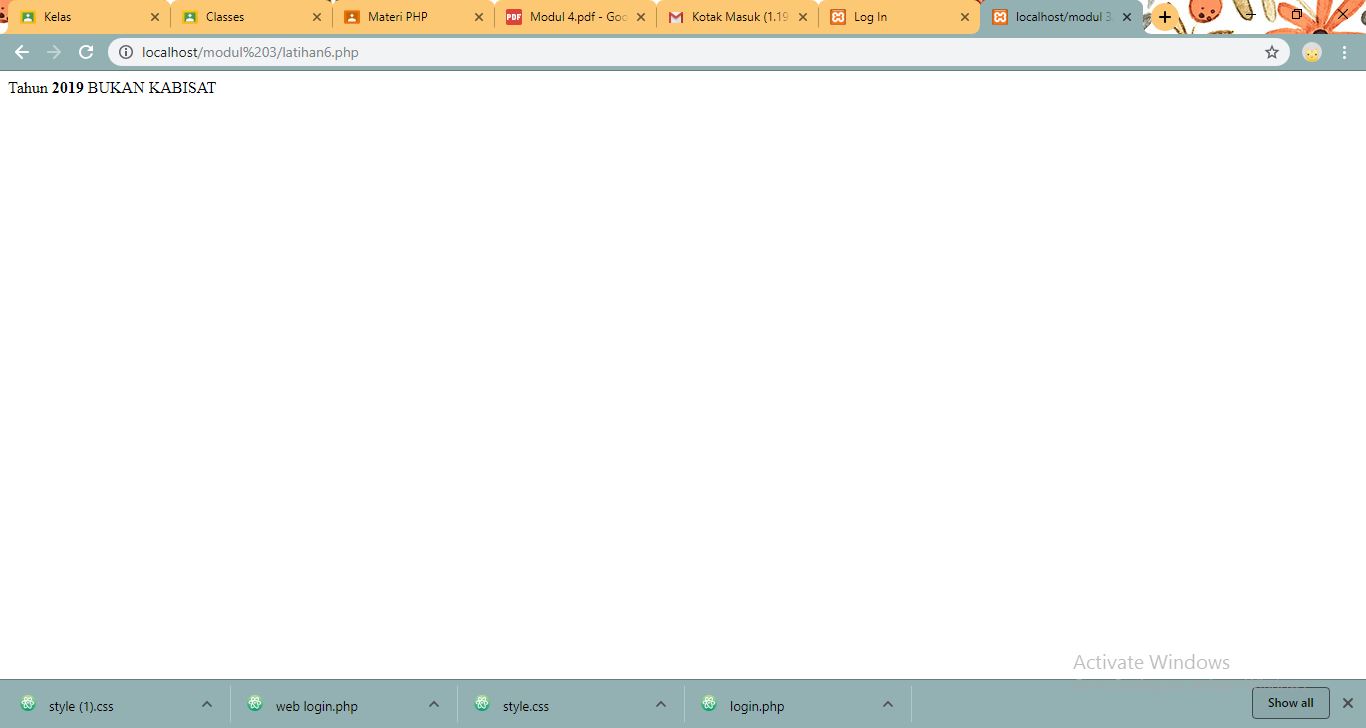 Kelas
Classes
Materi PHP
Modul 4.pdf - Goo
Kotak Masuk (1.19
Log In
localhost/modul 3
localhost/modul%203/latihan6.php
Tahun 2019 BUKAN KABISAT
Activate Windows
style (1).css
web login.php
style.css
login.php
Show all